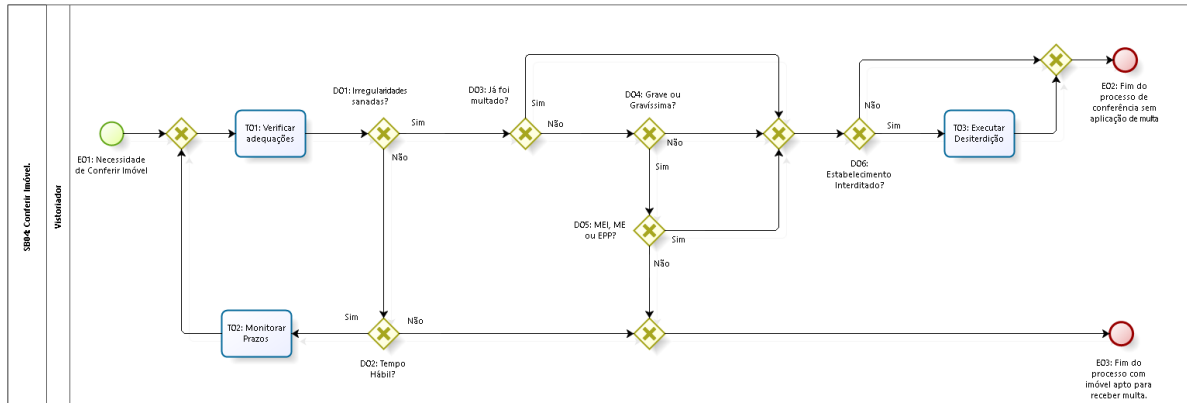 SB04: Conferir Imóvel.
Vistoriador
E01: Necessidade
de Conferir Imóvel
T01: Verificar
adequações
D01: Irregularidades
sanadas?
Sim
Não
D03: Já foi
multado?
Sim
Não
D04: Grave ou
Gravíssima?
Não
Sim
D05: MEI, ME
ou EPP?
Sim
Não
D06:
Estabelecimento
Interditado?
Não
Sim
T03: Executar
Desiterdição
E02: Fim do
processo de
conferência sem
aplicação de multa
T02: Monitorar
Prazos
Sim
Não
D02: Tempo
Hábil?
E03: Fim do
processo com
imóvel apto para
receber multa.